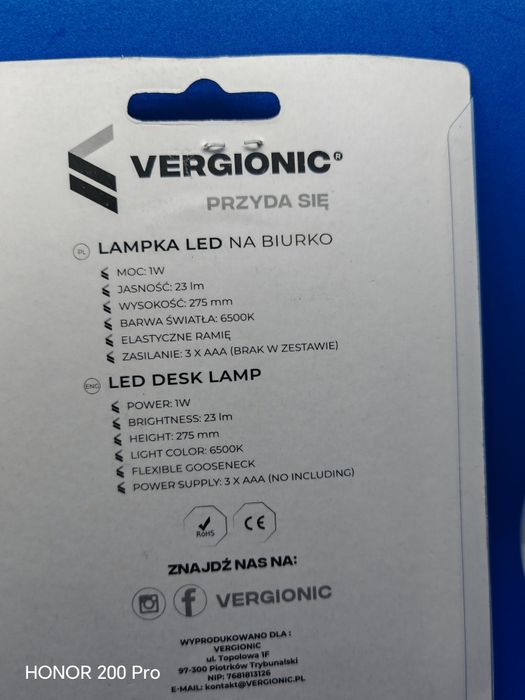 VERGIONIC®
PRZYDA SIĘ
PL LAMPKA LED NA BIURKO
MOC: 1W
JASNOŚĆ: 23 lm
WYSOKOŚĆ: 275 mm
BARWA ŚWIATŁA: 6500K
ELASTYCZNE RAMIĘ
ZASILANIE: 3 X AAA (BRAK W ZESTAWIE)
ENG LED DESK LAMP
POWER: 1W
BRIGHTNESS: 23 lm
HEIGHT: 275 mm
LIGHT COLOR: 6500K
FLEXIBLE GOOSENECK
POWER SUPPLY: 3 X AAA (NO INCLUDING)
RoHS CE
ZNAJDŹ NAS NA:
VERGIONIC
WYPRODUKOWANO DLA :
VERGIONIC
ul. Topolowa 1F
97-300 Piotrków Trybunalski
NIP: 7681813126
E-MAIL: kontakt@VERGIONIC.PL
HONOR 200 Pro